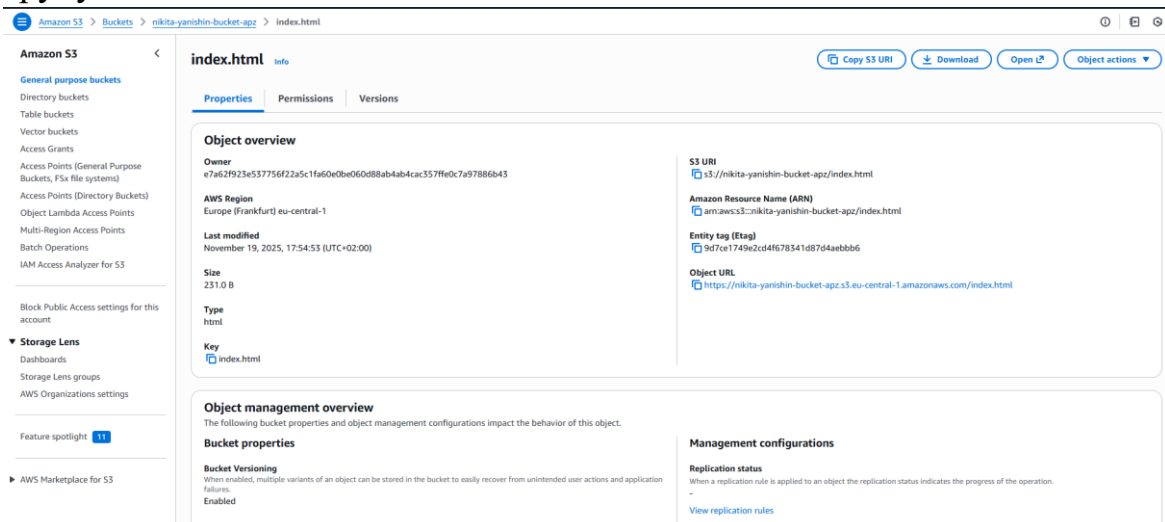 Amazon S3 > Buckets > nikita-yanishin-bucket-apz > index.html
Amazon S3
General purpose buckets
Directory buckets
Table buckets
Vector buckets
Access Grants
Access Points (General Purpose
Buckets, FSx file systems)
Access Points (Directory Buckets)
Object Lambda Access Points
Multi-Region Access Points
Batch Operations
IAM Access Analyzer for S3
Block Public Access settings for this
account
Storage Lens
Dashboards
Storage Lens groups
AWS Organizations settings
Feature spotlight 11
AWS Marketplace for S3
index.html Info
Copy S3 URI Download Open Object actions
Properties Permissions Versions
Object overview
Owner
e7a62f923e537756f22a5c1fa60e0be060d88ab4ab4cac357ffe0c7a97886b43
AWS Region
Europe (Frankfurt) eu-central-1
Last modified
November 19, 2025, 17:54:53 (UTC+02:00)
Size
231.0 B
Type
html
Key
index.html
S3 URI
s3://nikita-yanishin-bucket-apz/index.html
Amazon Resource Name (ARN)
arn:aws:s3:::nikita-yanishin-bucket-apz/index.html
Entity tag (Etag)
9d7ce1749e2cd4f678341d87d4aebbb6
Object URL
https://nikita-yanishin-bucket-apz.s3.eu-central-1.amazonaws.com/index.html
Object management overview
The following bucket properties and object management configurations impact the behavior of this object.
Bucket properties
Bucket Versioning
When enabled, multiple variants of an object can be stored in the bucket to easily recover from unintended user actions and application
failures.
Enabled
Management configurations
Replication status
When a replication rule is applied to an object the replication status indicates the progress of the operation.
-
View replication rules